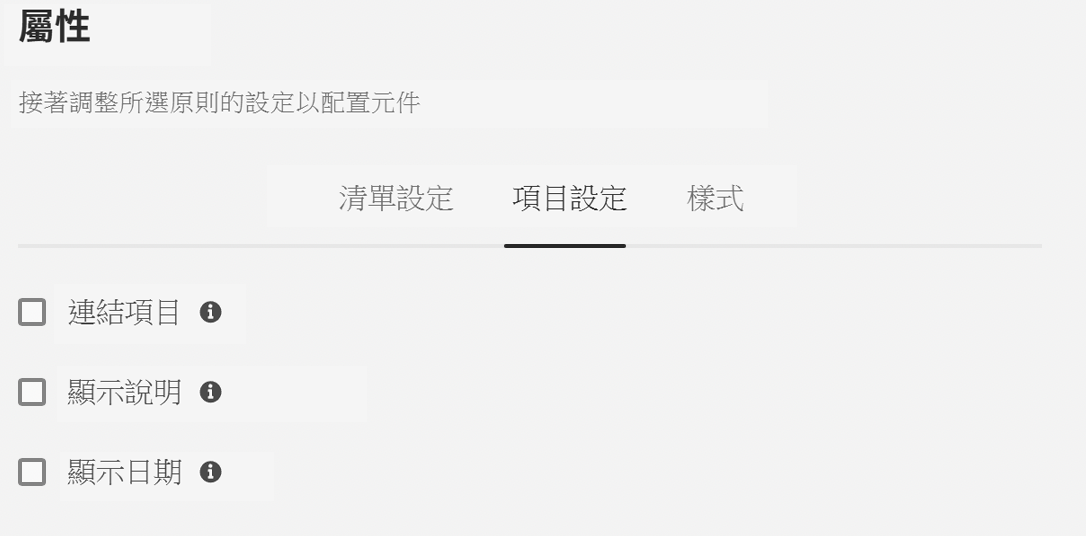 屬性
接著調整所選原則的設定以配置元件
清單設定 項目設定 樣式
連結項目
顯示說明
顯示日期